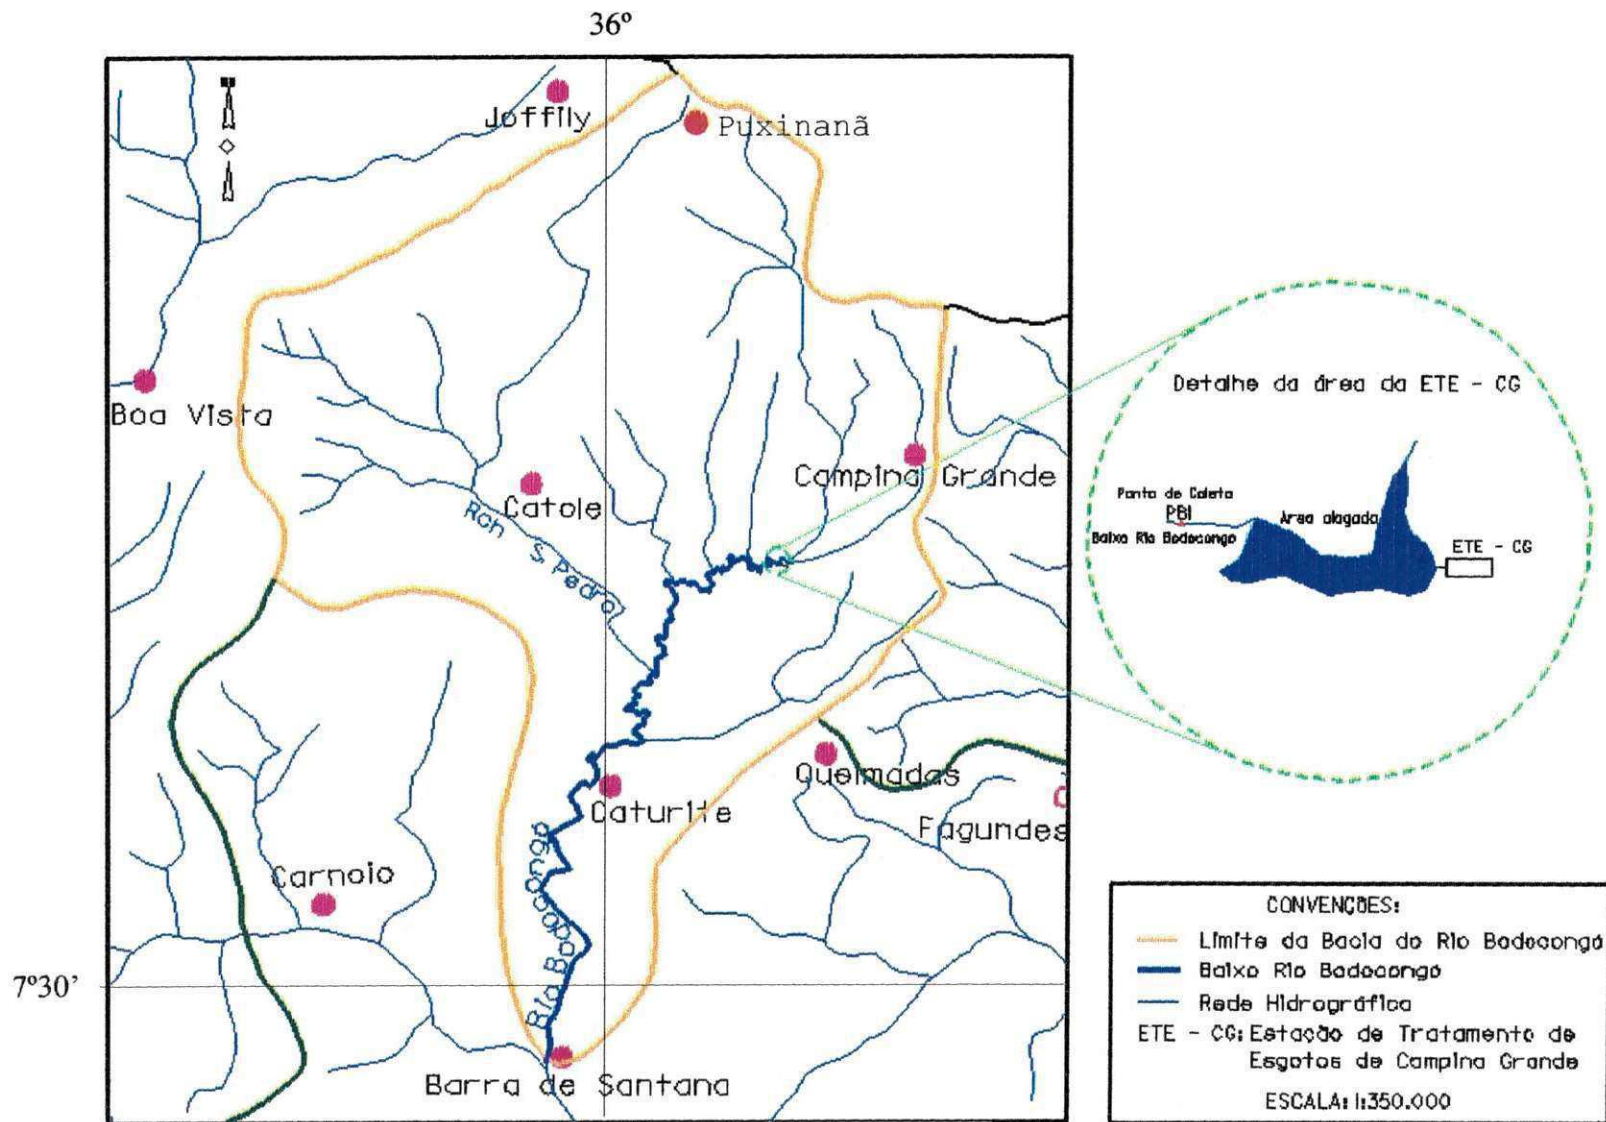 36º
Joffily
Puxinanã
Boa Vista
Campina Grande
Catole
Rch S Pedro
Queimadas
Caturite
Fagundes
Carnoio
Rio Bodocongo
7º30’
Barra de Santana
Detalhe da área da ETE - CG
Ponto de Coleta
PB1
Área alagada
Baixo Rio Bodocongo
ETE - CG
CONVENÇÕES:
Limite da Bacia do Rio Bodocongó
Baixo Rio Bodocongó
Rede Hidrográfica
ETE - CG: Estação de Tratamento de
Esgotos de Campina Grande
ESCALA: 1:350.000